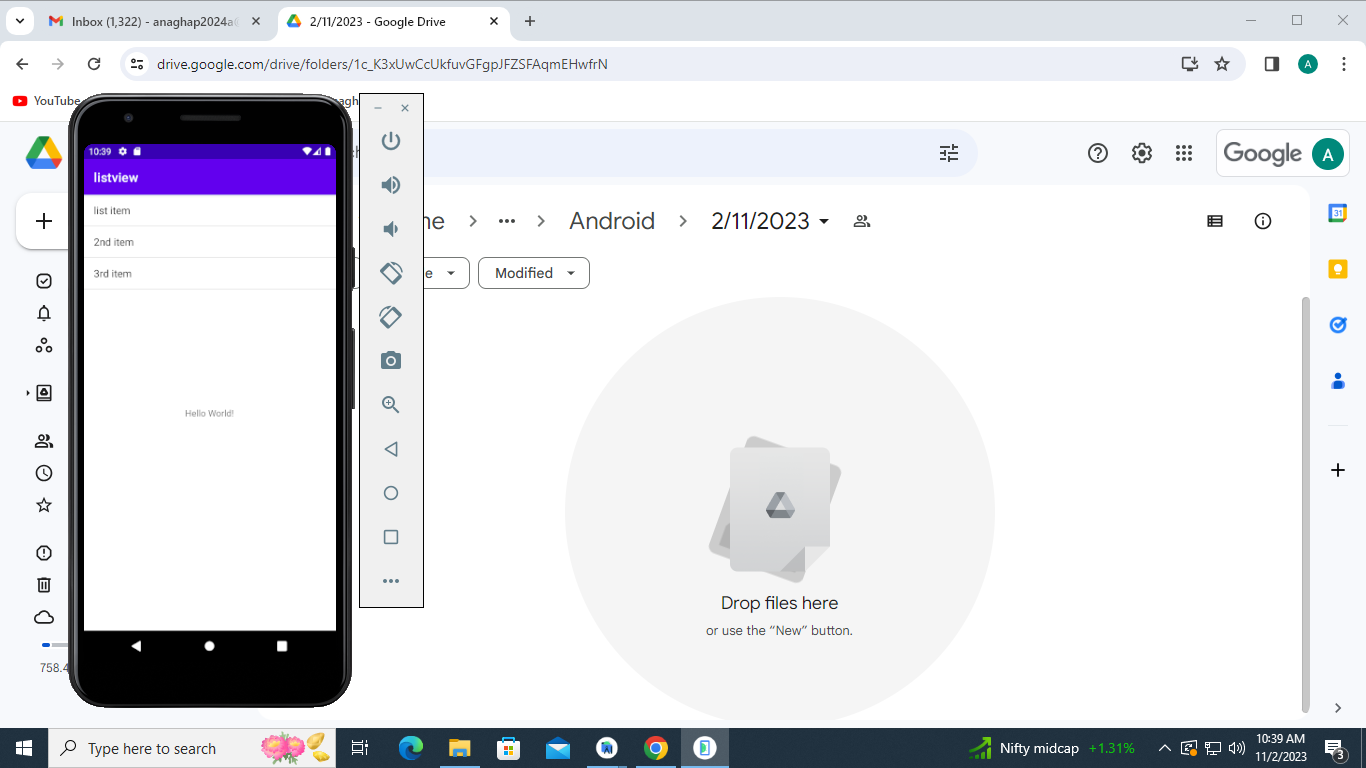 Inbox (1,322) - anaghap2024a
2/11/2023 - Google Drive
drive.google.com/drive/folders/1c_K3xUwCcUkfuvGFgpJFZSFAqmEHwfrN
YouTube
A
Google A
10:39
listview
list item
2nd item
3rd item
Hello World!
Android 2/11/2023
Modified
31
Drop files here
or use the “New” button.
758.4
Type here to search
Nifty midcap +1.31%
10:39 AM
11/2/2023
3